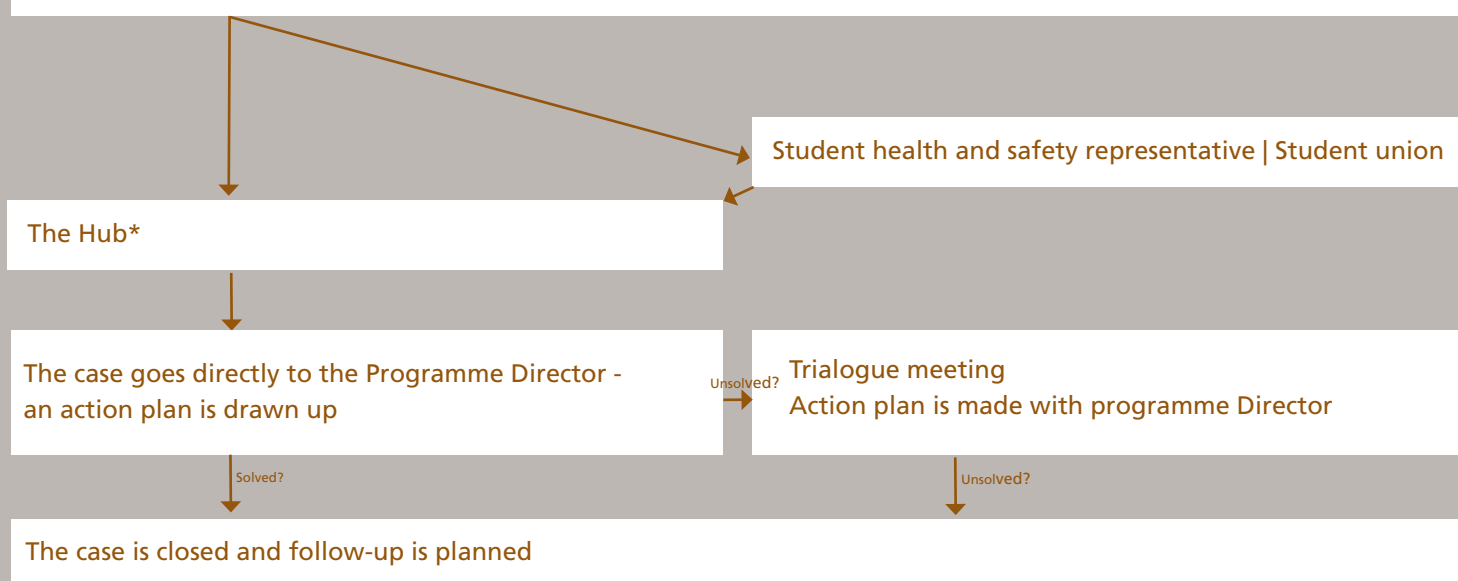 Student health and safety representative | Student union
The Hub*
The case goes directly to the Programme Director -
an action plan is drawn up
Unsolved?
Trialogue meeting
Action plan is made with programme Director
Solved?
Unsolved?
The case is closed and follow-up is planned